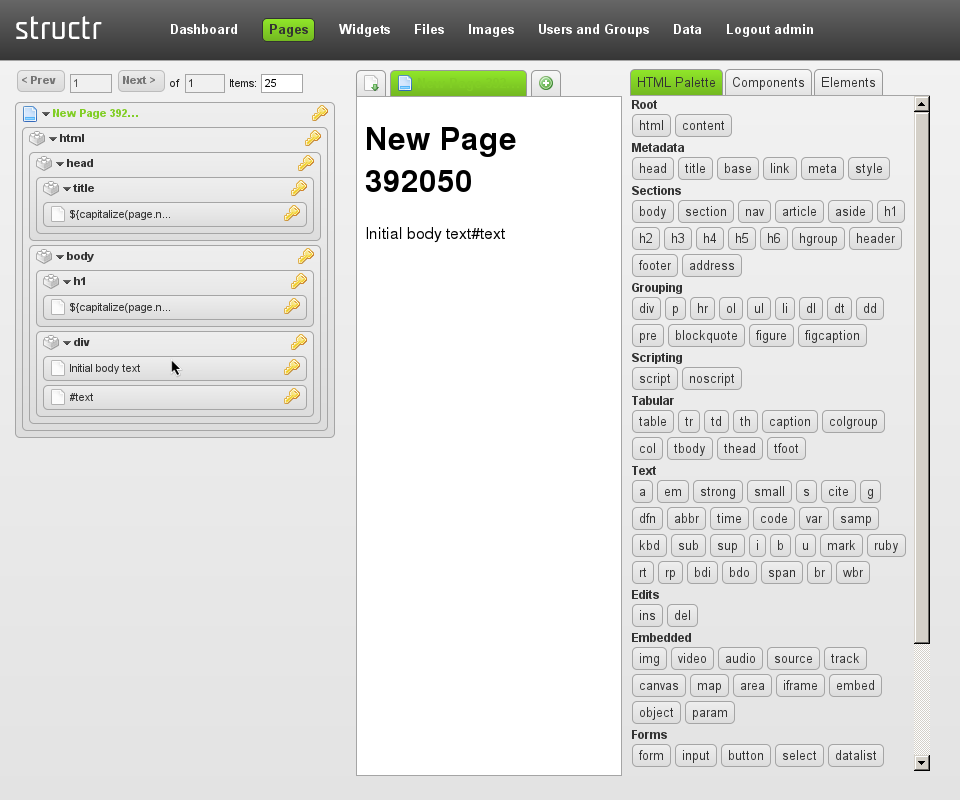 structr Dashboard Pages Widgets Files Images Users and Groups Data Logout admin
< Prev 1 Next > of 1 Items: 25
New Page 392...
html
head
title
${capitalize(page.n...
body
h1
${capitalize(page.n...
div
Initial body text
#text
New Page
392050
Initial body text#text
HTML Palette Components Elements
Root
html content
Metadata
head title base link meta style
Sections
body section nav article aside h1
h2 h3 h4 h5 h6 hgroup header
footer address
Grouping
div p hr ol ul li dl dt dd
pre blockquote figure figcaption
Scripting
script noscript
Tabular
table tr td th caption colgroup
col tbody thead tfoot
Text
a em strong small s cite g
dfn abbr time code var samp
kbd sub sup i b u mark ruby
rt rp bdi bdo span br wbr
Edits
ins del
Embedded
img video audio source track
canvas map area iframe embed
object param
Forms
form input button select datalist